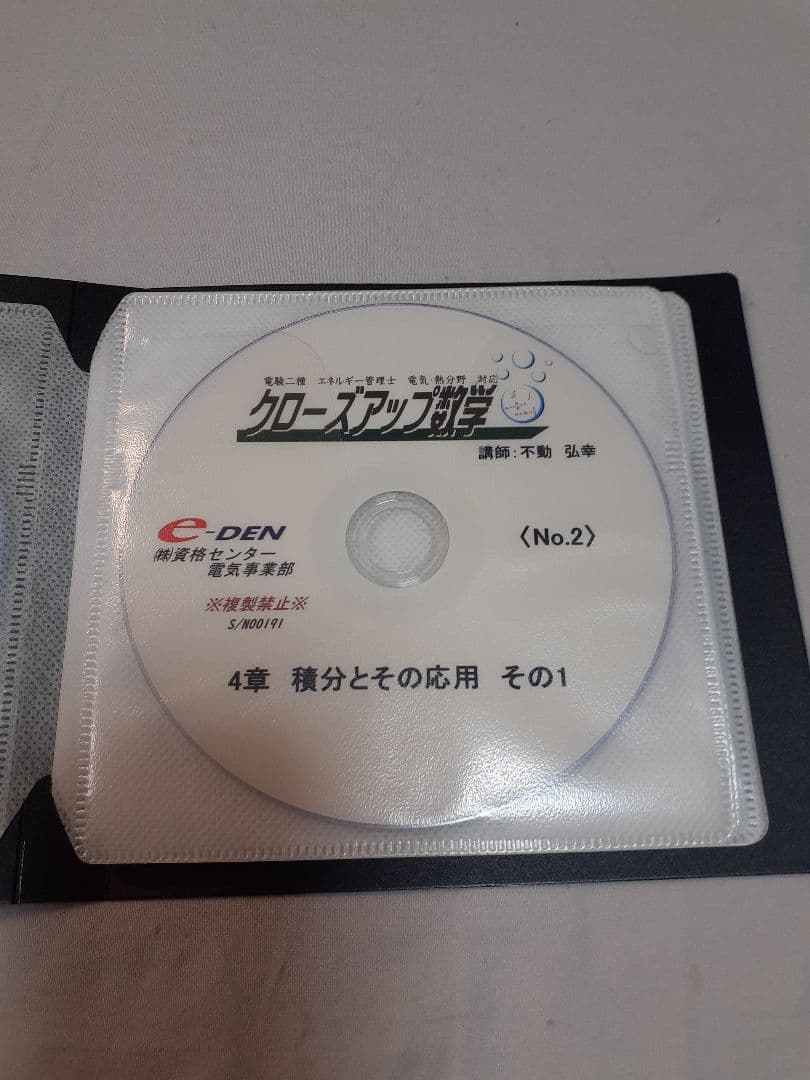 電験二種 エネルギー管理士 電気・熱分野 対応
クローズアップ数学
講師：不動 弘幸
e-DEN
〈No.2〉
㈱資格センター
電気事業部
※複製禁止※
S/N00191
4章 積分とその応用 その1